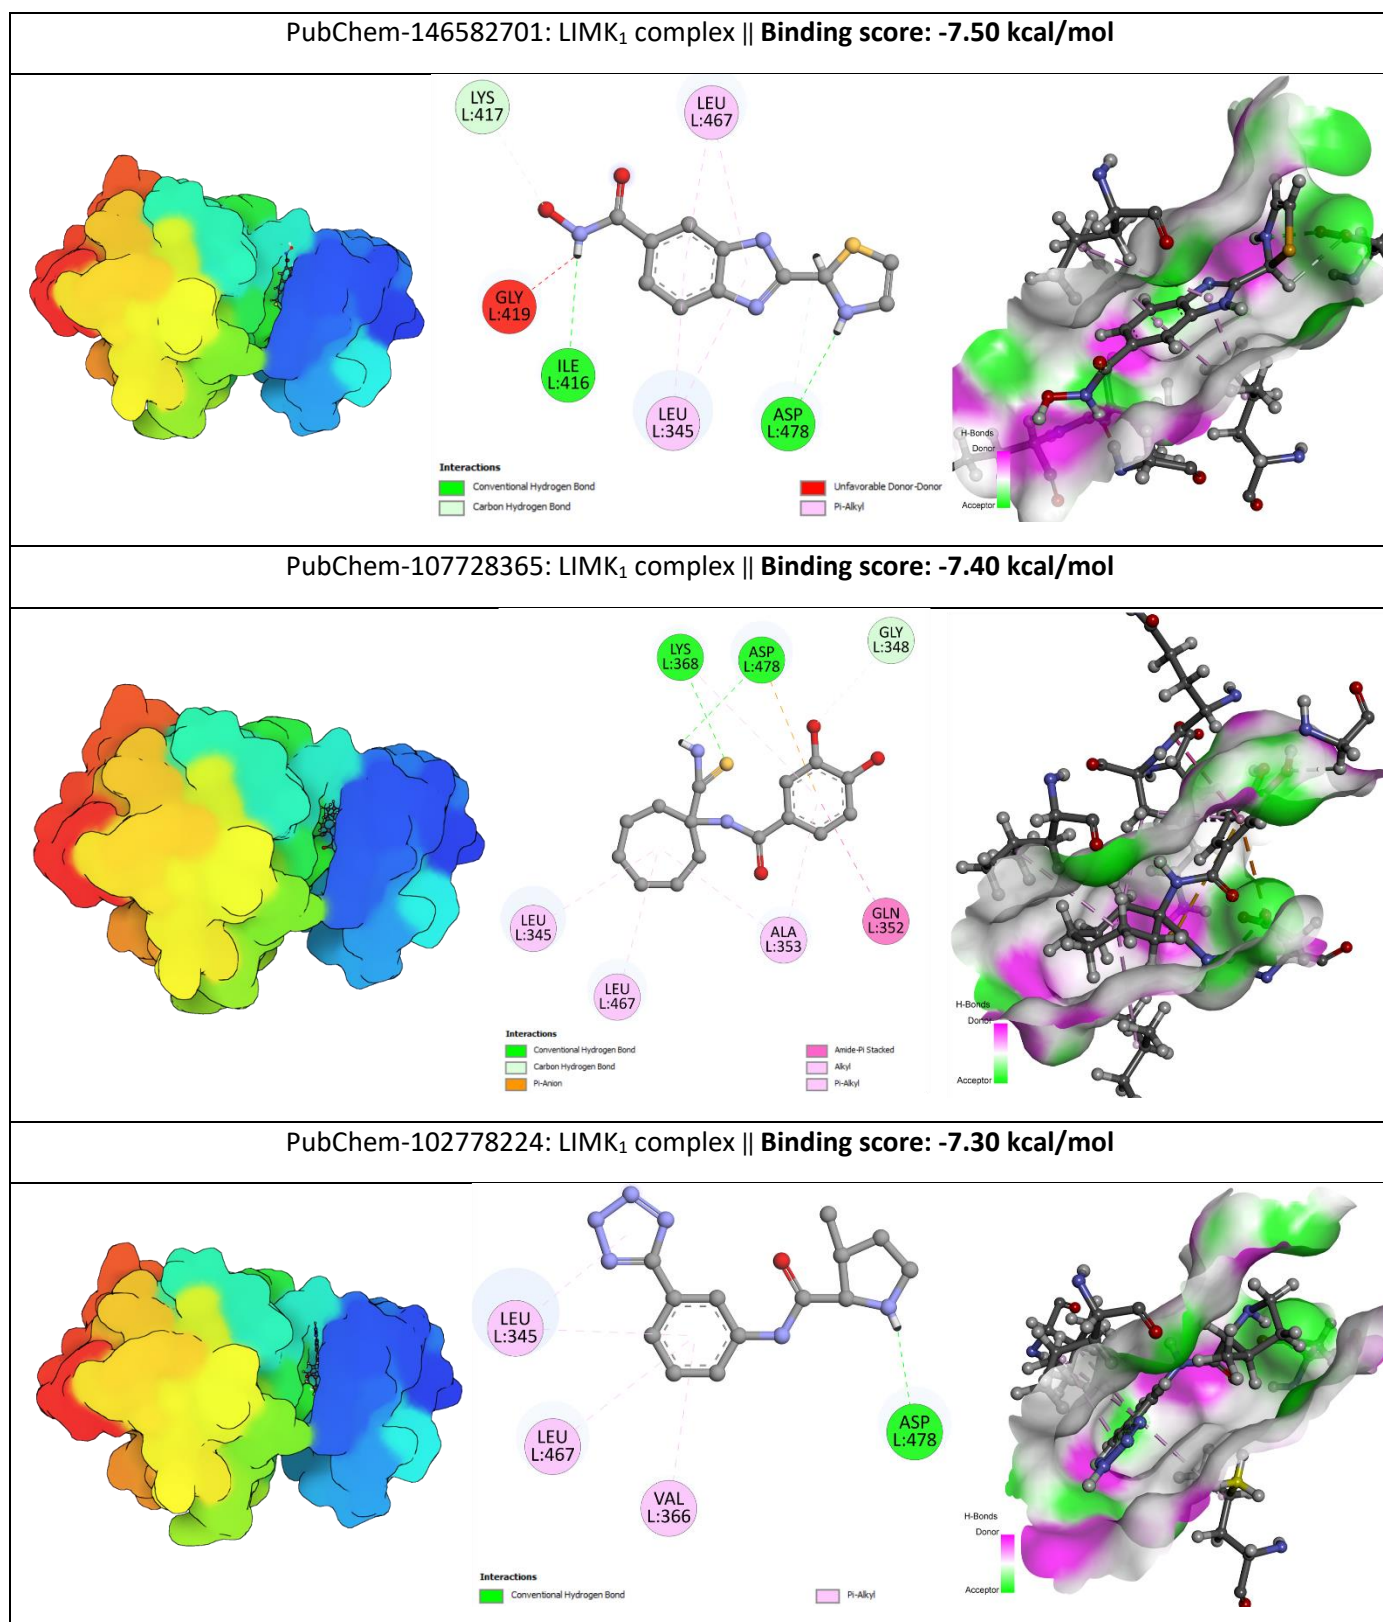 PubChem-146582701: LIMK₁ complex || Binding score: -7.50 kcal/mol
LYS
L:417
LEU
L:467
GLY
L:419
ILE
L:416
LEU
L:345
ASP
L:478
Interactions
Conventional Hydrogen Bond
Carbon Hydrogen Bond
Unfavorable Donor-Donor
Pi-Alkyl
H-Bonds
Donor
Acceptor
PubChem-107728365: LIMK₁ complex || Binding score: -7.40 kcal/mol
LYS
L:368
ASP
L:478
GLY
L:348
LEU
L:345
LEU
L:467
ALA
L:353
GLN
L:352
Interactions
Conventional Hydrogen Bond
Carbon Hydrogen Bond
Pi-Anion
Amide-Pi Stacked
Alkyl
Pi-Alkyl
H-Bonds
Donor
Acceptor
PubChem-102778224: LIMK₁ complex || Binding score: -7.30 kcal/mol
LEU
L:345
LEU
L:467
VAL
L:366
ASP
L:478
Interactions
Conventional Hydrogen Bond
Pi-Alkyl
H-Bonds
Donor
Acceptor